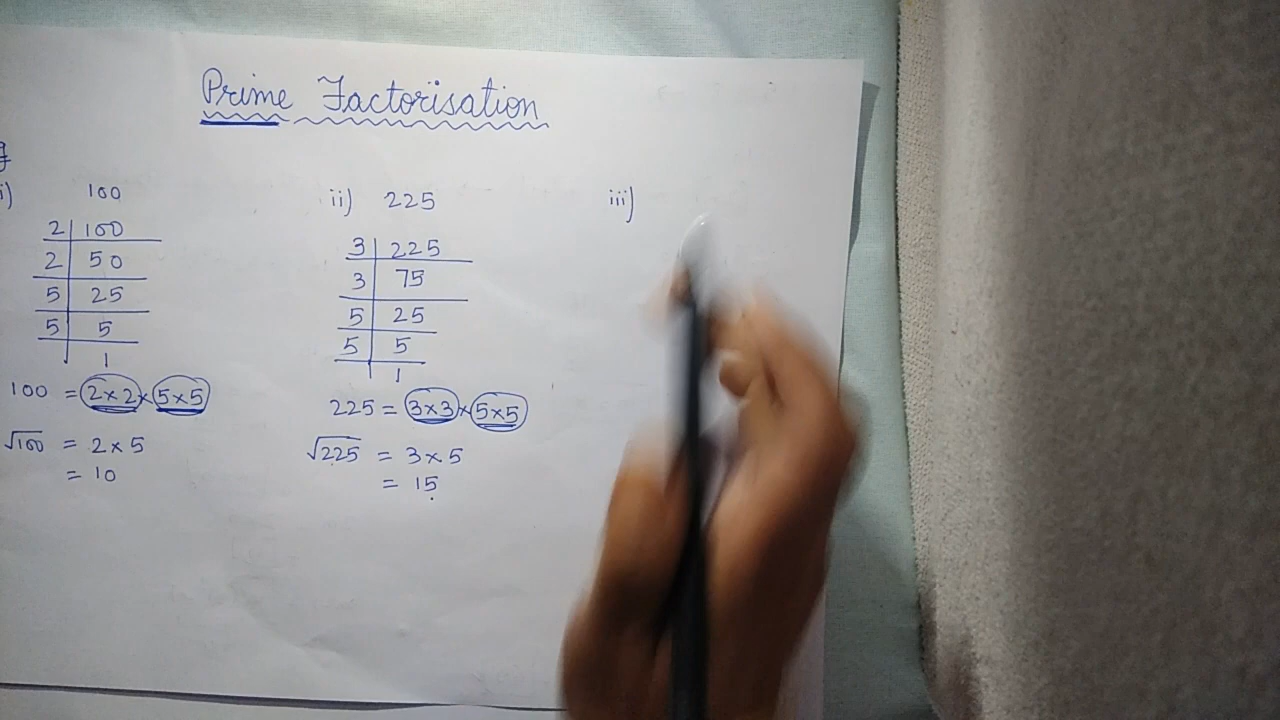 Prime Factorisation
i) 100
2 | 100
2 | 50
5 | 25
5 | 5
1
100 = 2 × 2 × 5 × 5
√100 = 2 × 5
= 10
ii) 225
3 | 225
3 | 75
5 | 25
5 | 5
1
225 = 3 × 3 × 5 × 5
√225 = 3 × 5
= 15
iii)